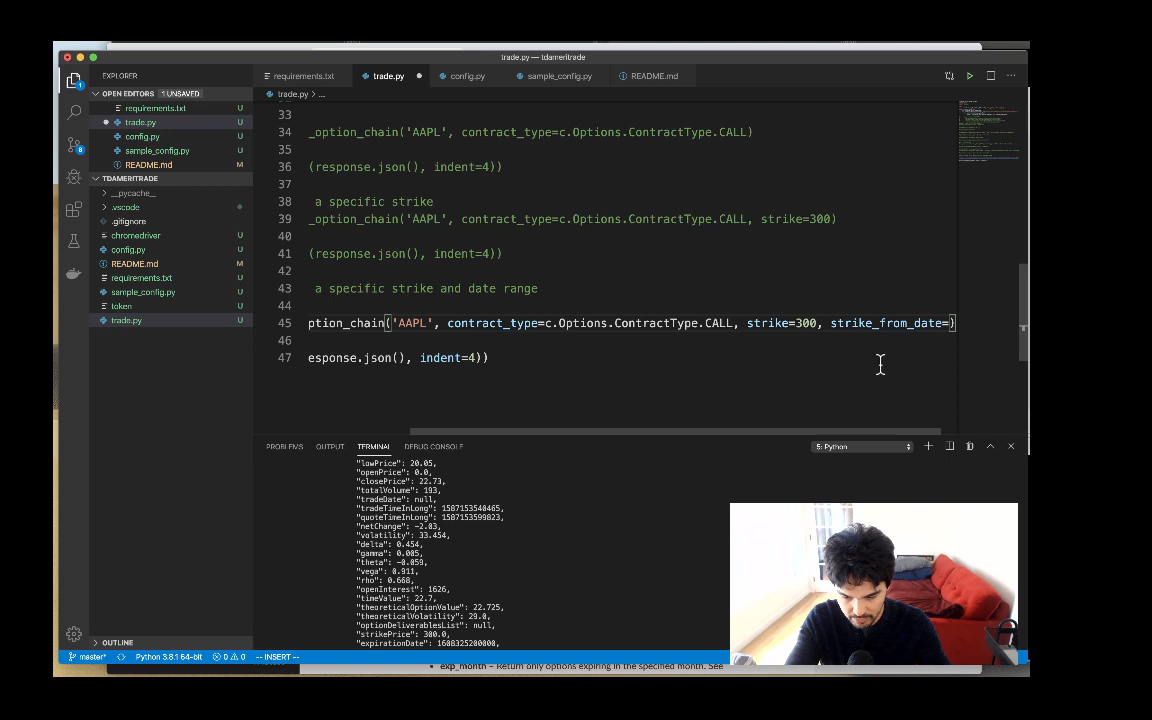 trade.py — tdameritrade
EXPLORER
requirements.txt
trade.py
config.py
sample_config.py
README.md
OPEN EDITORS 1 UNSAVED
requirements.txt U
trade.py U
config.py U
sample_config.py U
README.md M
TDAMERITRADE
__pycache__
.vscode
.gitignore
chromedriver U
config.py U
README.md M
requirements.txt U
sample_config.py U
token U
trade.py U
OUTLINE
trade.py > ...
33
34 _option_chain('AAPL', contract_type=c.Options.ContractType.CALL)
35
36 (response.json(), indent=4))
37
38 a specific strike
39 _option_chain('AAPL', contract_type=c.Options.ContractType.CALL, strike=300)
40
41 (response.json(), indent=4))
42
43 a specific strike and date range
44
45 ption_chain('AAPL', contract_type=c.Options.ContractType.CALL, strike=300, strike_from_date=)
46
47 esponse.json(), indent=4))
PROBLEMS OUTPUT TERMINAL DEBUG CONSOLE 5: Python
"lowPrice": 20.05,
"openPrice": 0.0,
"closePrice": 22.73,
"totalVolume": 193,
"tradeDate": null,
"tradeTimeInLong": 1587153540465,
"quoteTimeInLong": 1587153599823,
"netChange": -2.03,
"volatility": 33.454,
"delta": 0.454,
"gamma": 0.005,
"theta": -0.059,
"vega": 0.911,
"rho": 0.668,
"openInterest": 1626,
"timeValue": 22.7,
"theoreticalOptionValue": 22.725,
"theoreticalVolatility": 29.0,
"optionDeliverablesList": null,
"strikePrice": 300.0,
"expirationDate": 1608325200000,
master* Python 3.8.1 64-bit 0 0 -- INSERT --
exp_month – Return only options expiring in the specified month. See